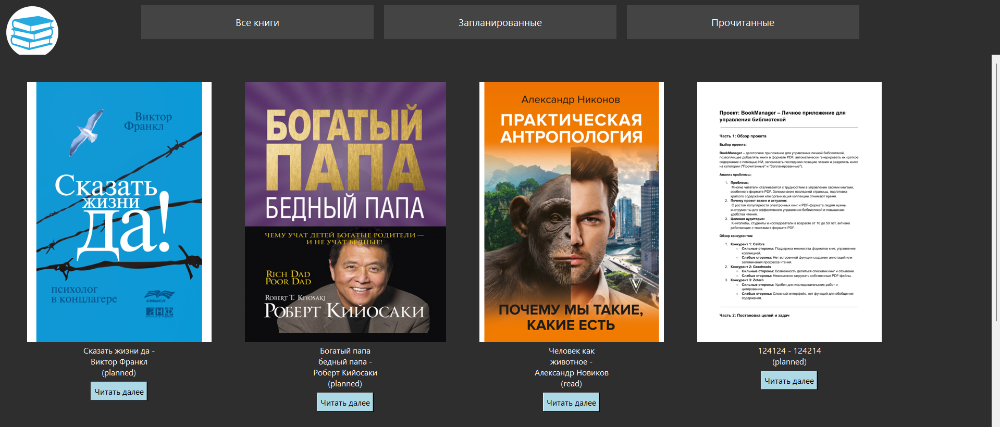 Все книги
Запланированные
Прочитанные
Виктор
Франкл
Сказать
жизни
да!
психолог
в концлагере
СМЫСЛ
анф
Сказать жизни да -
Виктор Франкл
(planned)
Читать далее
БОГАТЫЙ
ПАПА
БЕДНЫЙ ПАПА
ЧЕМУ УЧАТ ДЕТЕЙ БОГАТЫЕ РОДИТЕЛИ —
И НЕ УЧАТ БЕДНЫЕ!
RICH DAD
POOR DAD
ROBERT T. KIYOSAKI
РОБЕРТ КИЙОСАКИ
Богатый папа
бедный папа -
Роберт Кийосаки
(planned)
Читать далее
Александр Никонов
ПРАКТИЧЕСКАЯ
АНТРОПОЛОГИЯ
ПОЧЕМУ МЫ ТАКИЕ,
КАКИЕ ЕСТЬ
Человек как
животное -
Александр Новиков
(read)
Читать далее
Проект: BookManager – Личное приложение для
управления библиотекой
Часть 1: Обзор проекта
Выбор проекта:
BookManager – десктопное приложение для управления личной библиотекой,
позволяющее добавлять книги в формате PDF, автоматически генерировать их краткое
содержание с помощью ИИ, запоминать последнюю позицию чтения и разделять книги
на категории ("Прочитанные" и "Запланированные").
Анализ проблемы:
1. Проблема:
Многие читатели сталкиваются с трудностями в управлении своими книгами,
особенно в формате PDF. Запоминание последней страницы, подготовка
краткого содержания или организация коллекции отнимают время.
2. Почему проект важен и актуален:
С ростом популярности электронных книг и PDF-формата людям нужны
инструменты для эффективного управления библиотекой и повышения
удобства чтения.
3. Целевая аудитория:
Книголюбы, студенты и исследователи в возрасте от 16 до 50 лет, активно
работающие с текстами в формате PDF.
Обзор конкурентов:
1. Конкурент 1: Calibre
○ Сильные стороны: Поддержка множества форматов книг, управление
коллекцией.
○ Слабые стороны: Нет встроенной функции создания аннотаций или
запоминания прогресса чтения.
2. Конкурент 2: Goodreads
○ Сильные стороны: Возможность делиться списками книг и отзывами.
○ Слабые стороны: Невозможно загружать собственные PDF-файлы.
3. Конкурент 3: Zotero
○ Сильные стороны: Удобен для исследовательских работ и
цитирования.
○ Слабые стороны: Сложный интерфейс, нет функций для обобщения
содержания.
Часть 2: Постановка целей и задач
124124 - 124214
(planned)
Читать далее